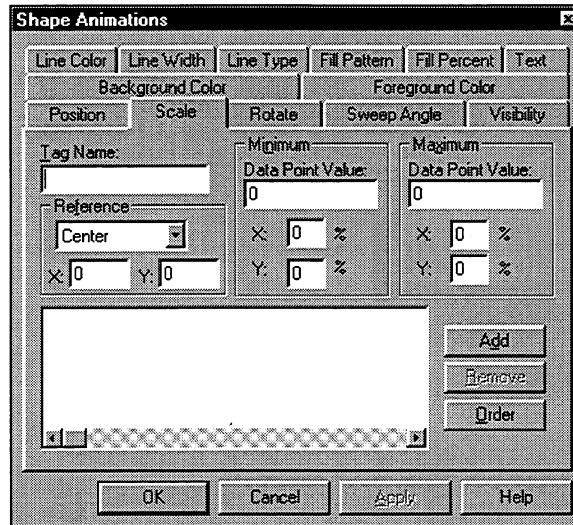 Shape Animations
Line Color Line Width Line Type Fill Pattern Fill Percent Text
Background Color Foreground Color
Position Scale Rotate Sweep Angle Visibility
Tag Name:
Minimum
Data Point Value:
0
X: 0 %
Y: 0 %
Maximum
Data Point Value:
0
X: 0 %
Y: 0 %
Reference
Center
X: 0 Y: 0
Add
Remove
Order
OK Cancel Apply Help